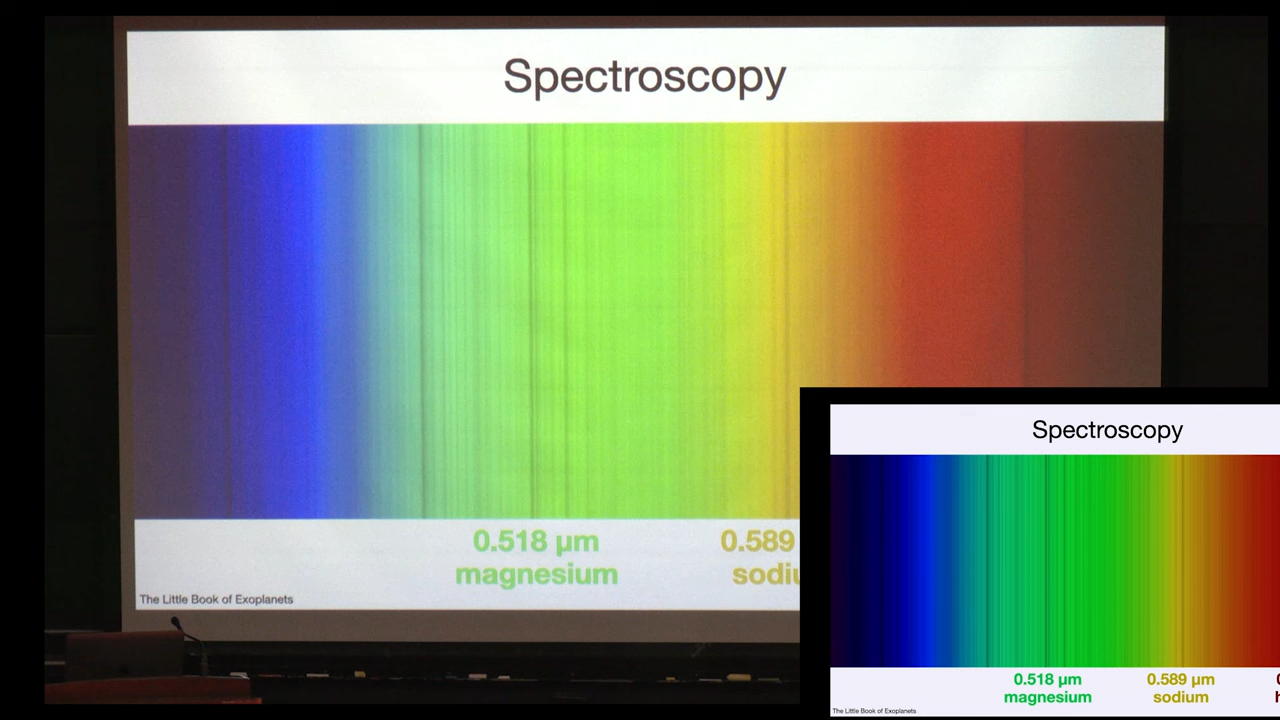 Spectroscopy
0.518 µm
magnesium
0.589
The Little Book of Exoplanets
Spectroscopy
0.518 µm
magnesium
0.589 µm
sodium
The Little Book of Exoplanets